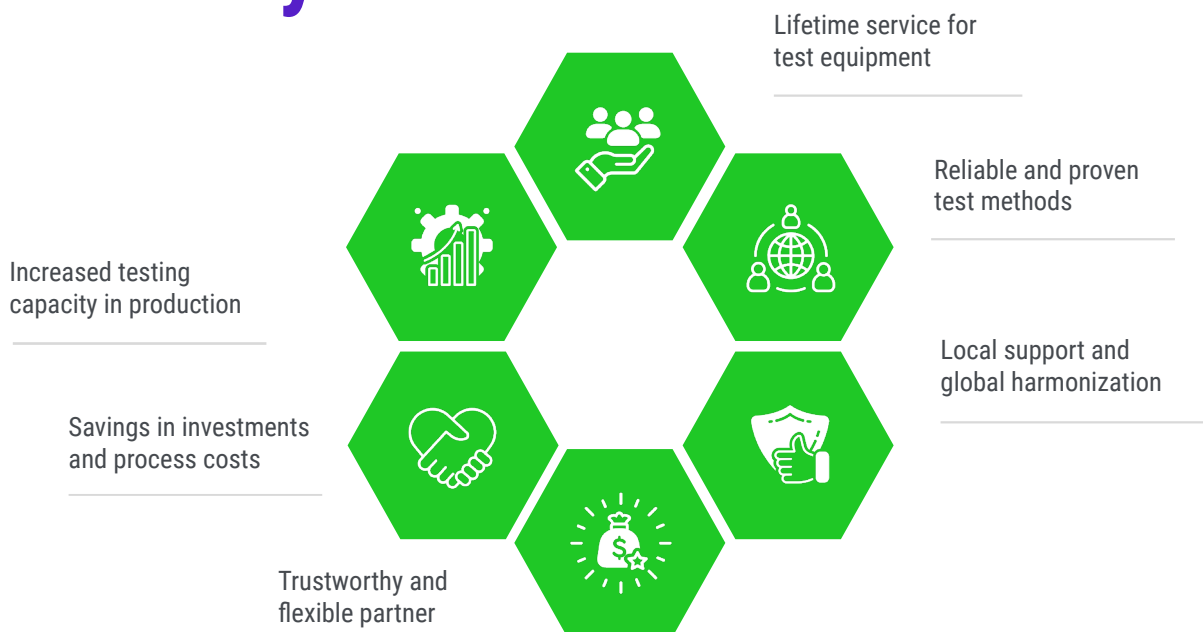 Lifetime service for
test equipment
Reliable and proven
test methods
Increased testing
capacity in production
Local support and
global harmonization
Savings in investments
and process costs
$
Trustworthy and
flexible partner